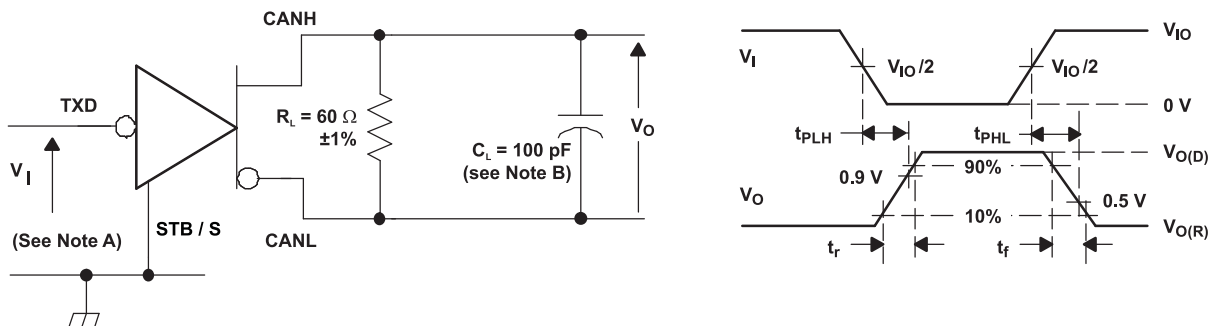 CANH
TXD
R_L = 60 Ω
±1%
C_L = 100 pF
(see Note B)
V_O
V_I
(See Note A)
STB / S
CANL
V_I
V_IO/2
V_IO/2
V_IO
0 V
t_PLH
t_PHL
V_O(D)
90%
0.9 V
V_O
0.5 V
10%
V_O(R)
t_r
t_f